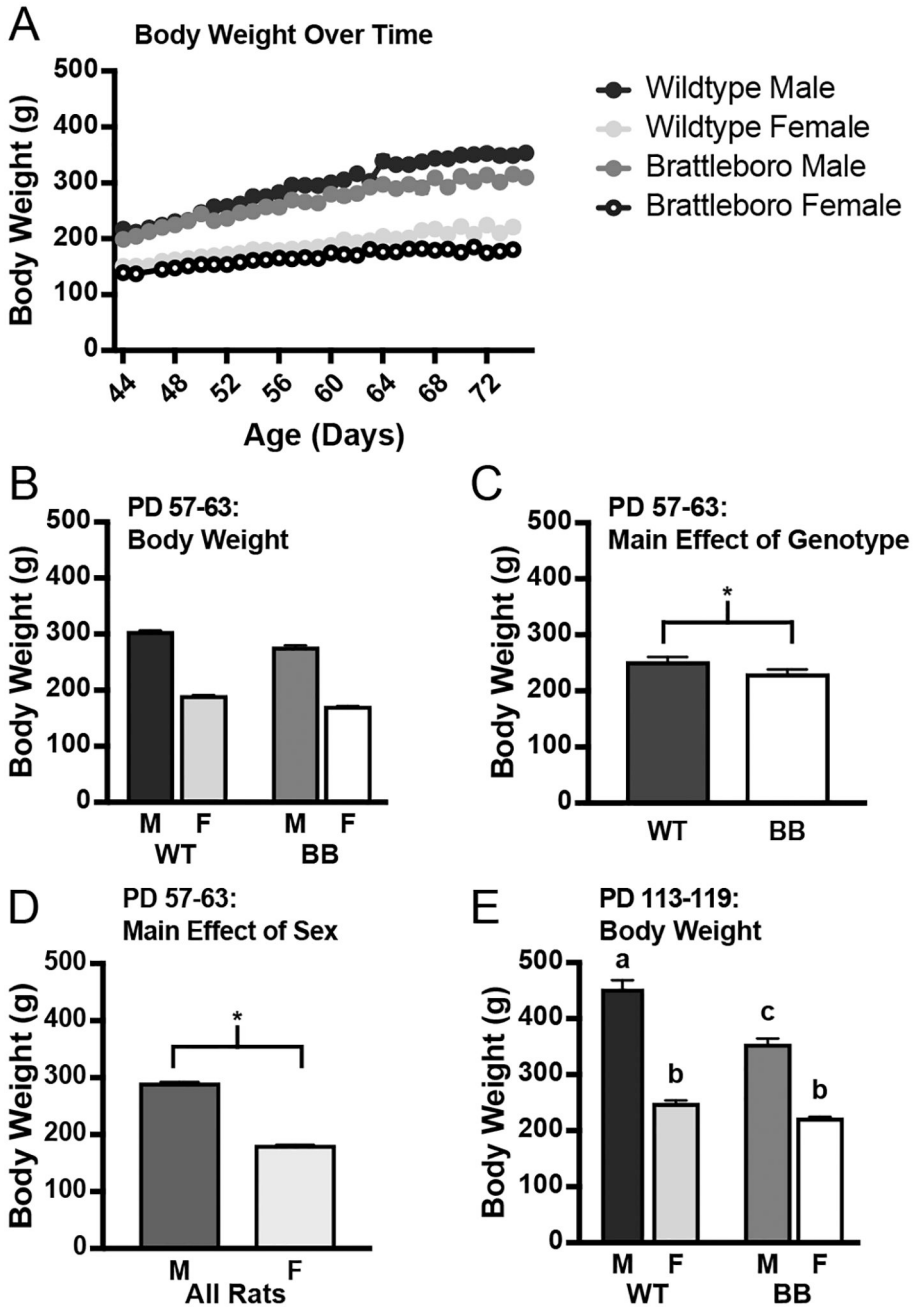 A
Body Weight Over Time
Body Weight (g)
500
400
300
200
100
0
44
48
52
56
60
64
68
72
Age (Days)
Wildtype Male
Wildtype Female
Brattleboro Male
Brattleboro Female
B
PD 57-63:
Body Weight
Body Weight (g)
500
400
300
200
100
0
M F M F
WT BB
C
PD 57-63:
Main Effect of Genotype
Body Weight (g)
500
400
300
200
100
0
*
WT BB
D
PD 57-63:
Main Effect of Sex
Body Weight (g)
500
400
300
200
100
0
*
M F
All Rats
E
PD 113-119:
Body Weight
Body Weight (g)
500
400
300
200
100
0
a
b
c
b
M F M F
WT BB